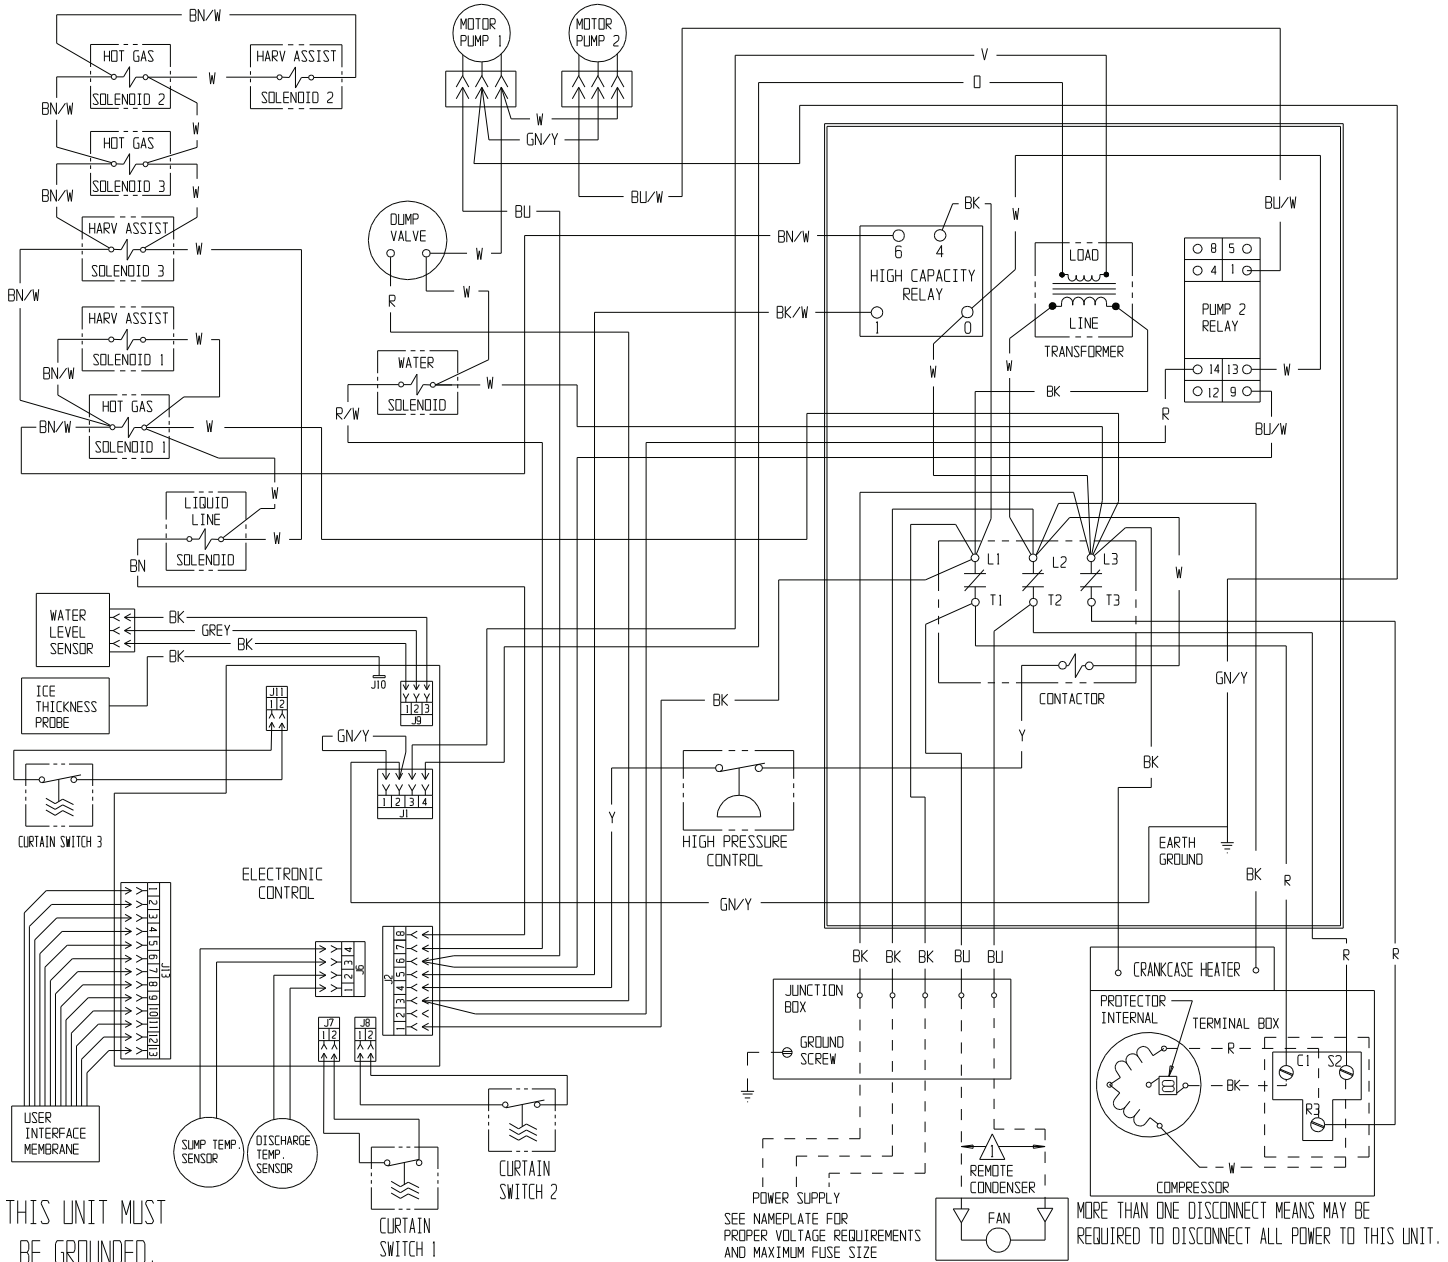 BN/W
HOT GAS
SOLENOID 2
W
HARV ASSIST
SOLENOID 2
BN/W
W
HOT GAS
SOLENOID 3
BN/W
W
HARV ASSIST
SOLENOID 3
W
BN/W
HARV ASSIST
SOLENOID 1
W
BN/W
HOT GAS
SOLENOID 1
BN/W
W
W
LIQUID
LINE
SOLENOID
W
BN
MOTOR
PUMP 1
MOTOR
PUMP 2
W
GN/Y
BU/W
BU
DUMP
VALVE
W
R
W
WATER
SOLENOID
W
R/W
V
O
BN/W
BK/W
BK
W
6 4
HIGH CAPACITY
RELAY
1 0
W
W
LOAD
LINE
TRANSFORMER
BK
BU/W
8 5
4 1
PUMP 2
RELAY
14 13
12 9
W
R
BU/W
L1
L2
L3
T1
T2
T3
W
CONTACTOR
GN/Y
Y
BK
BK
WATER
LEVEL
SENSOR
BK
GREY
BK
BK
ICE
THICKNESS
PROBE
J10
J11
1 2
1 2 3
J9
GN/Y
1 2 3 4
J1
CURTAIN SWITCH 3
ELECTRONIC
CONTROL
Y
HIGH PRESSURE
CONTROL
EARTH
GROUND
GN/Y
BK
R
1
2
3
4
5
6
7
8
9
10
11
12
13
J13
4
3
2
1
J6
8
7
6
5
4
3
2
1
J2
J7
1 2
J8
1 2
USER
INTERFACE
MEMBRANE
SUMP TEMP.
SENSOR
DISCHARGE
TEMP.
SENSOR
CURTAIN
SWITCH 1
CURTAIN
SWITCH 2
THIS UNIT MUST
BE GROUNDED.
BK
BK
BK
BU
BU
JUNCTION
BOX
GROUND
SCREW
POWER SUPPLY
SEE NAMEPLATE FOR
PROPER VOLTAGE REQUIREMENTS
AND MAXIMUM FUSE SIZE
1
REMOTE
CONDENSER
FAN
R
R
CRANKCASE HEATER
PROTECTOR
INTERNAL
TERMINAL BOX
R
BK
C1
S2
R3
W
COMPRESSOR
MORE THAN ONE DISCONNECT MEANS MAY BE
REQUIRED TO DISCONNECT ALL POWER TO THIS UNIT.